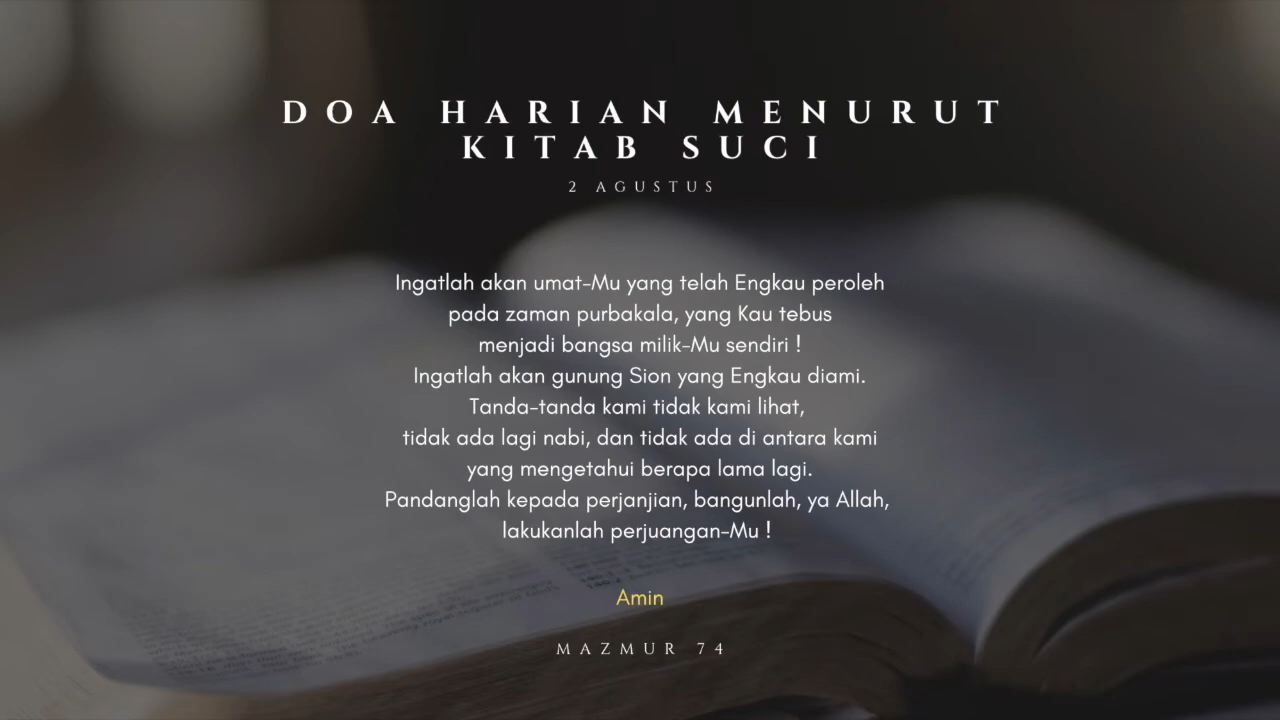 DOA HARIAN MENURUT
KITAB SUCI
2 AGUSTUS
Ingatlah akan umat-Mu yang telah Engkau peroleh
pada zaman purbakala, yang Kau tebus
menjadi bangsa milik-Mu sendiri !
Ingatlah akan gunung Sion yang Engkau diami.
Tanda-tanda kami tidak kami lihat,
tidak ada lagi nabi, dan tidak ada di antara kami
yang mengetahui berapa lama lagi.
Pandanglah kepada perjanjian, bangunlah, ya Allah,
lakukanlah perjuangan-Mu !
Amin
MAZMUR 74